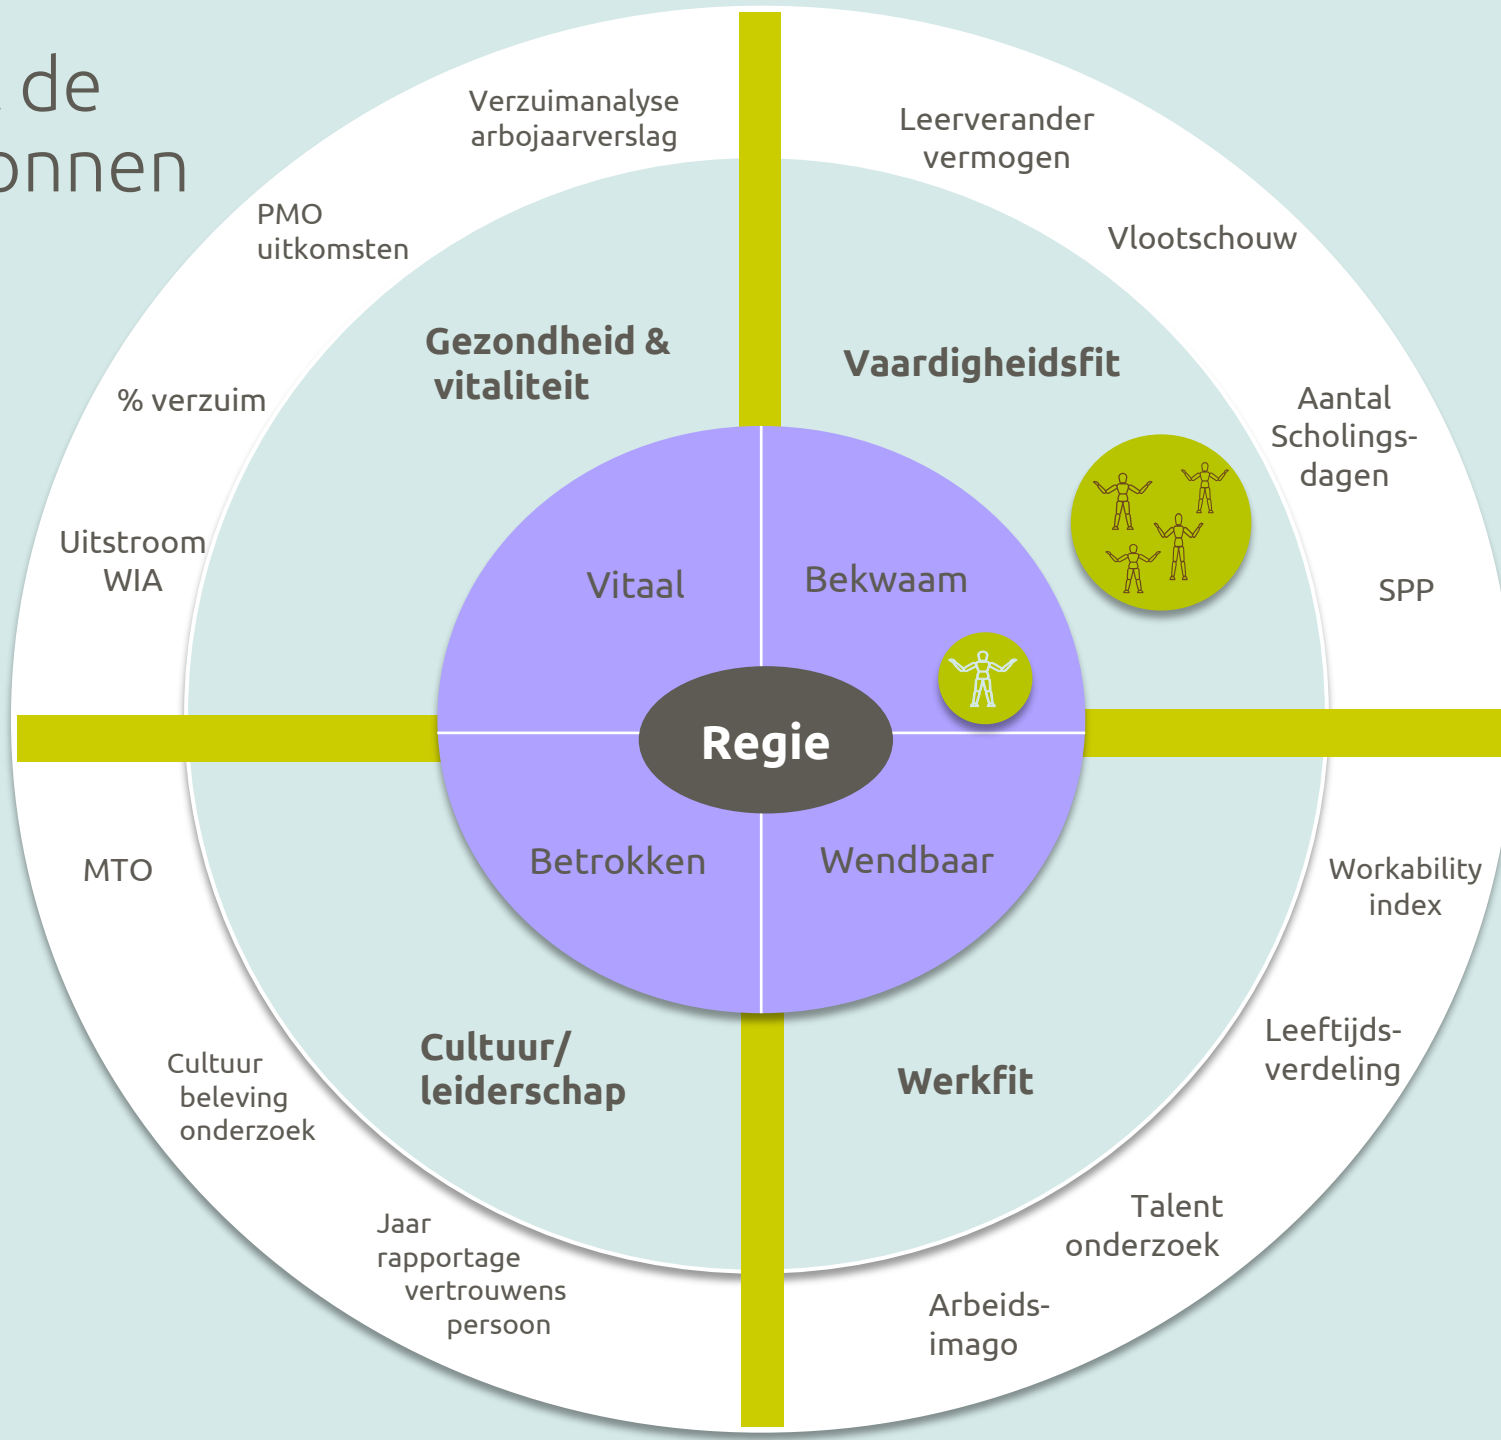 de
onnen
Verzuimanalyse
arbojaarverslag
PMO
uitkomsten
% verzuim
Uitstroom
WIA
Gezondheid &
vitaliteit
Leerverander
vermogen
Vlootschouw
Aantal
Scholings-
dagen
SPP
Vaardigheidsfit
Vitaal
Bekwaam
Regie
Betrokken
Wendbaar
MTO
Cultuur
beleving
onderzoek
Jaar
rapportage
vertrouwens
persoon
Cultuur/
leiderschap
Werkfit
Workability
index
Leeftijds-
verdeling
Talent
onderzoek
Arbeids-
imago